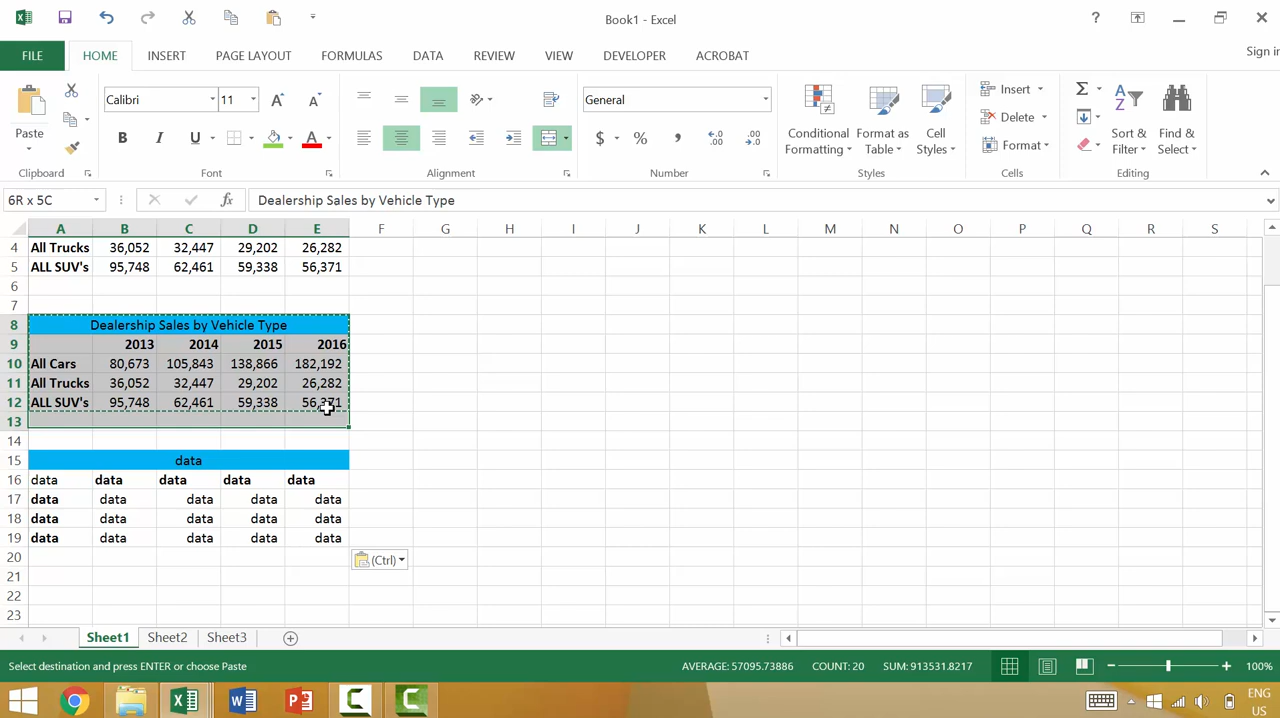 Book1 - Excel
Sign in
FILE HOME INSERT PAGE LAYOUT FORMULAS DATA REVIEW VIEW DEVELOPER ACROBAT
Calibri 11 General
Paste
Conditional Formatting
Format as Table
Cell Styles
Insert
Delete
Format
Sort & Filter
Find & Select
Clipboard Font Alignment Number Styles Cells Editing
6R x 5C fx Dealership Sales by Vehicle Type
A B C D E F G H I J K L M N O P Q R S
4 All Trucks 36,052 32,447 29,202 26,282
5 ALL SUV's 95,748 62,461 59,338 56,371
6
7
8 Dealership Sales by Vehicle Type
9 2013 2014 2015 2016
10 All Cars 80,673 105,843 138,866 182,192
11 All Trucks 36,052 32,447 29,202 26,282
12 ALL SUV's 95,748 62,461 59,338 56,371
13
14
15 data
16 data data data data data
17 data data data data data
18 data data data data data
19 data data data data data
20 (Ctrl)
21
22
23
Sheet1 Sheet2 Sheet3
Select destination and press ENTER or choose Paste AVERAGE: 57095.73886 COUNT: 20 SUM: 913531.8217 100%
ENG
US